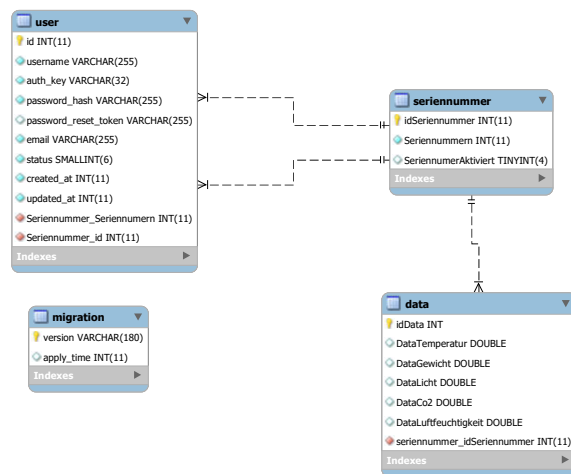 user
id INT(11)
username VARCHAR(255)
auth_key VARCHAR(32)
password_hash VARCHAR(255)
password_reset_token VARCHAR(255)
email VARCHAR(255)
status SMALLINT(6)
created_at INT(11)
updated_at INT(11)
Seriennummer_Seriennumern INT(11)
Seriennummer_id INT(11)
Indexes
seriennummer
idSeriennummer INT(11)
Seriennummern INT(11)
SeriennumerAktiviert TINYINT(4)
Indexes
migration
version VARCHAR(180)
apply_time INT(11)
Indexes
data
idData INT
DataTemperatur DOUBLE
DataGewicht DOUBLE
DataLicht DOUBLE
DataCo2 DOUBLE
DataLuftfeuchtigkeit DOUBLE
seriennummer_idSeriennummer INT(11)
Indexes